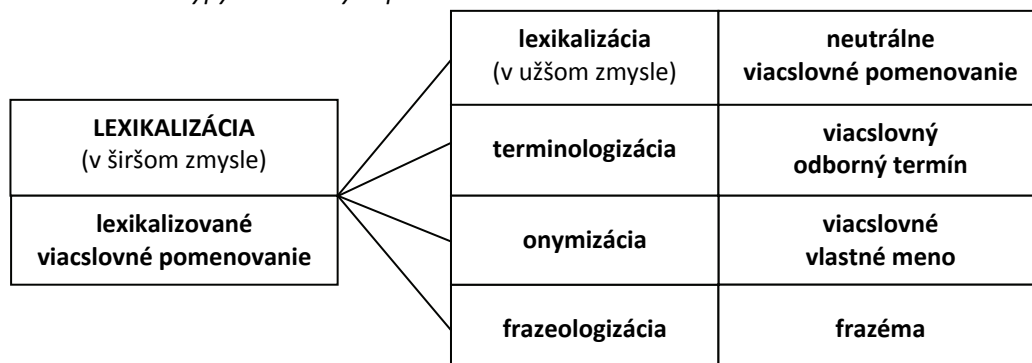 lexikalizácia
(v užšom zmysle)
neutrálne
viacslovné pomenovanie
LEXIKALIZÁCIA
(v širšom zmysle)
terminologizácia
viacslovný
odborný termín
lexikalizované
viacslovné pomenovanie
onymizácia
viacslovné
vlastné meno
frazeologizácia
frazéma